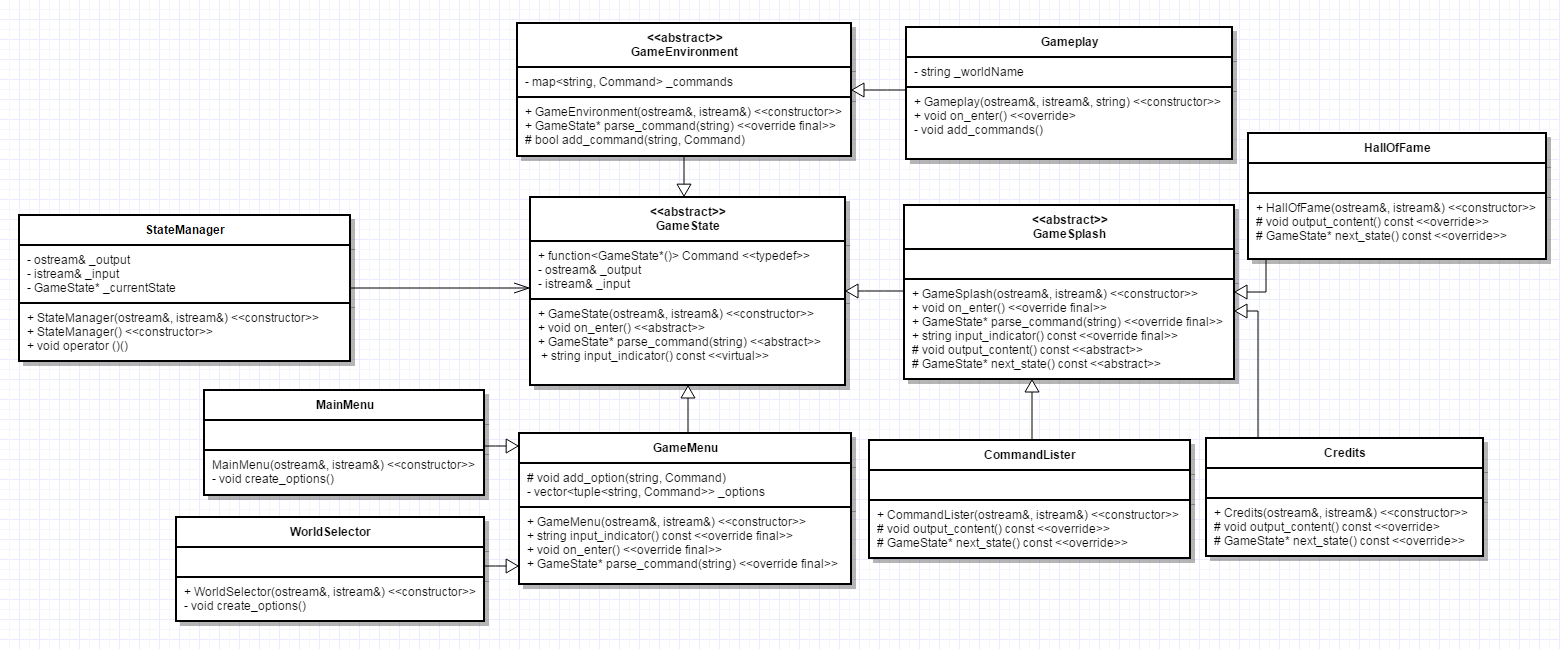 <<abstract>>
GameEnvironment
- map<string, Command> _commands
+ GameEnvironment(ostream&, istream&) <<constructor>>
+ GameState* parse_command(string) <<override final>>
# bool add_command(string, Command)
Gameplay
- string _worldName
+ Gameplay(ostream&, istream&, string) <<constructor>>
+ void on_enter() <<override>
- void add_commands()
HallOfFame
+ HallOfFame(ostream&, istream&) <<constructor>>
# void output_content() const <<override>>
# GameState* next_state() const <<override>>
StateManager
- ostream& _output
- istream& _input
- GameState* _currentState
+ StateManager(ostream&, istream&) <<constructor>>
+ StateManager() <<constructor>>
+ void operator ()()
<<abstract>>
GameState
+ function<GameState*()> Command <<typedef>>
- ostream& _output
- istream& _input
+ GameState(ostream&, istream&) <<constructor>>
+ void on_enter() <<abstract>>
+ GameState* parse_command(string) <<abstract>>
+ string input_indicator() const <<virtual>>
<<abstract>>
GameSplash
+ GameSplash(ostream&, istream&) <<constructor>>
+ void on_enter() <<override final>>
+ GameState* parse_command(string) <<override final>>
+ string input_indicator() const <<override final>>
# void output_content() const <<abstract>>
# GameState* next_state() const <<abstract>>
MainMenu
MainMenu(ostream&, istream&) <<constructor>>
- void create_options()
GameMenu
# void add_option(string, Command)
- vector<tuple<string, Command>> _options
+ GameMenu(ostream&, istream&) <<constructor>>
+ string input_indicator() const <<override final>>
+ void on_enter() <<override final>>
+ GameState* parse_command(string) <<override final>>
CommandLister
+ CommandLister(ostream&, istream&) <<constructor>>
# void output_content() const <<override>>
# GameState* next_state() const <<override>>
Credits
+ Credits(ostream&, istream&) <<constructor>>
# void output_content() const <<override>
# GameState* next_state() const <<override>>
WorldSelector
+ WorldSelector(ostream&, istream&) <<constructor>>
- void create_options()